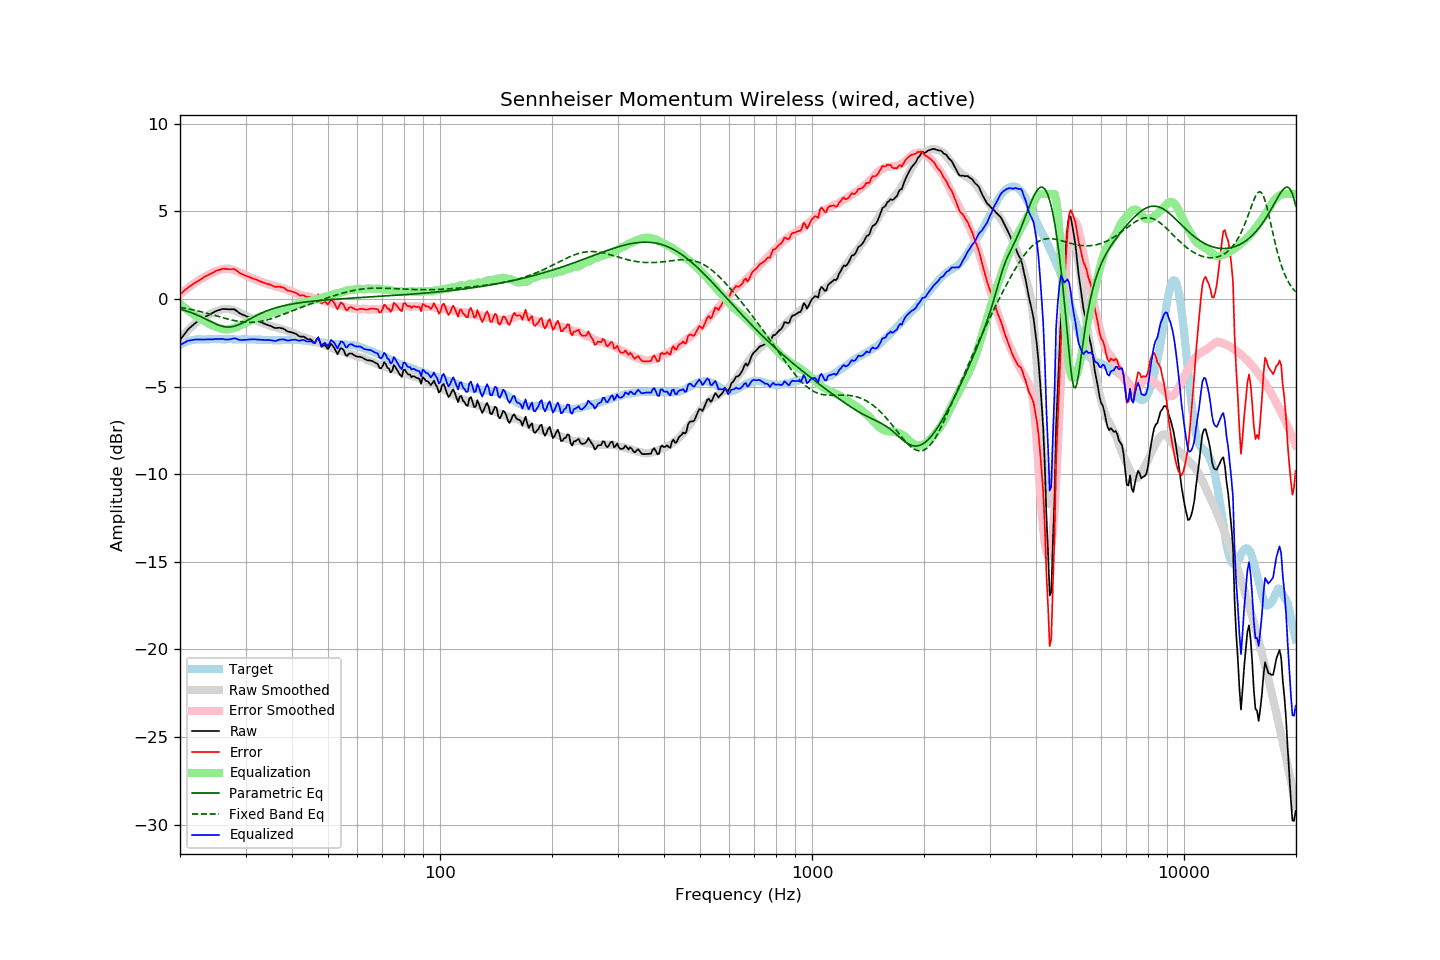 Sennheiser Momentum Wireless (wired, active)
10
5
0
−5
−10
−15
−20
−25
−30
Amplitude (dBr)
Target
Raw Smoothed
Error Smoothed
Raw
Error
Equalization
Parametric Eq
Fixed Band Eq
Equalized
100
1000
10000
Frequency (Hz)